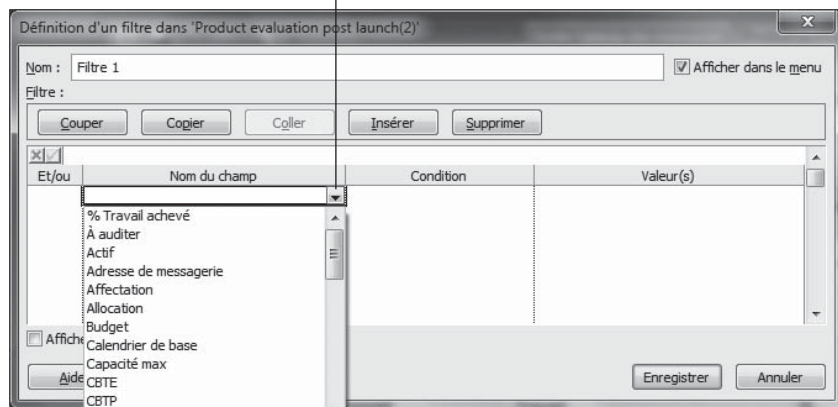 Définition d'un filtre dans 'Product evaluation post launch(2)'
Nom : Filtre 1 Afficher dans le menu
Filtre :
Couper Copier Coller Insérer Supprimer
Et/ou Nom du champ Condition Valeur(s)
% Travail achevé
À auditer
Actif
Adresse de messagerie
Affectation
Allocation
Budget
Calendrier de base
Capacité max
CBTE
CBTP
Enregistrer Annuler